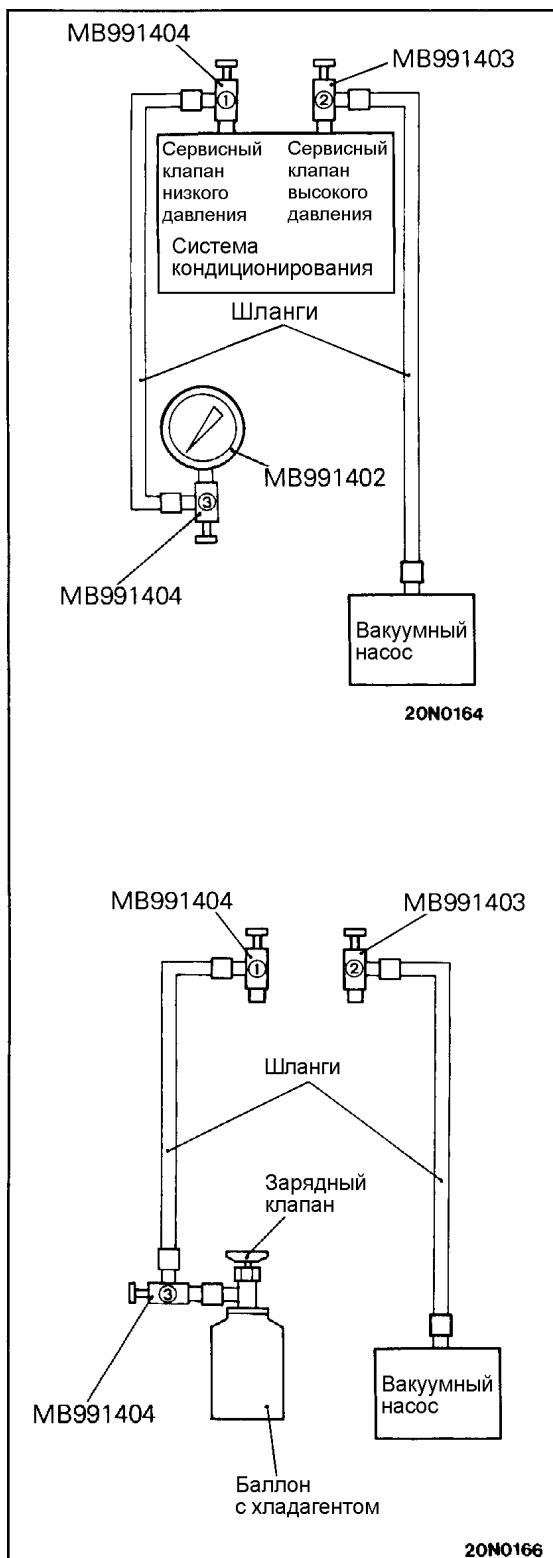 MB991404
MB991403
①
②
Сервисный
клапан
низкого
давления
Сервисный
клапан
высокого
давления
Система
кондиционирования
Шланги
MB991402
③
MB991404
Вакуумный
насос
20N0164
MB991404
MB991403
①
②
Шланги
Зарядный
клапан
③
MB991404
Вакуумный
насос
Баллон
с хладагентом
20N0166